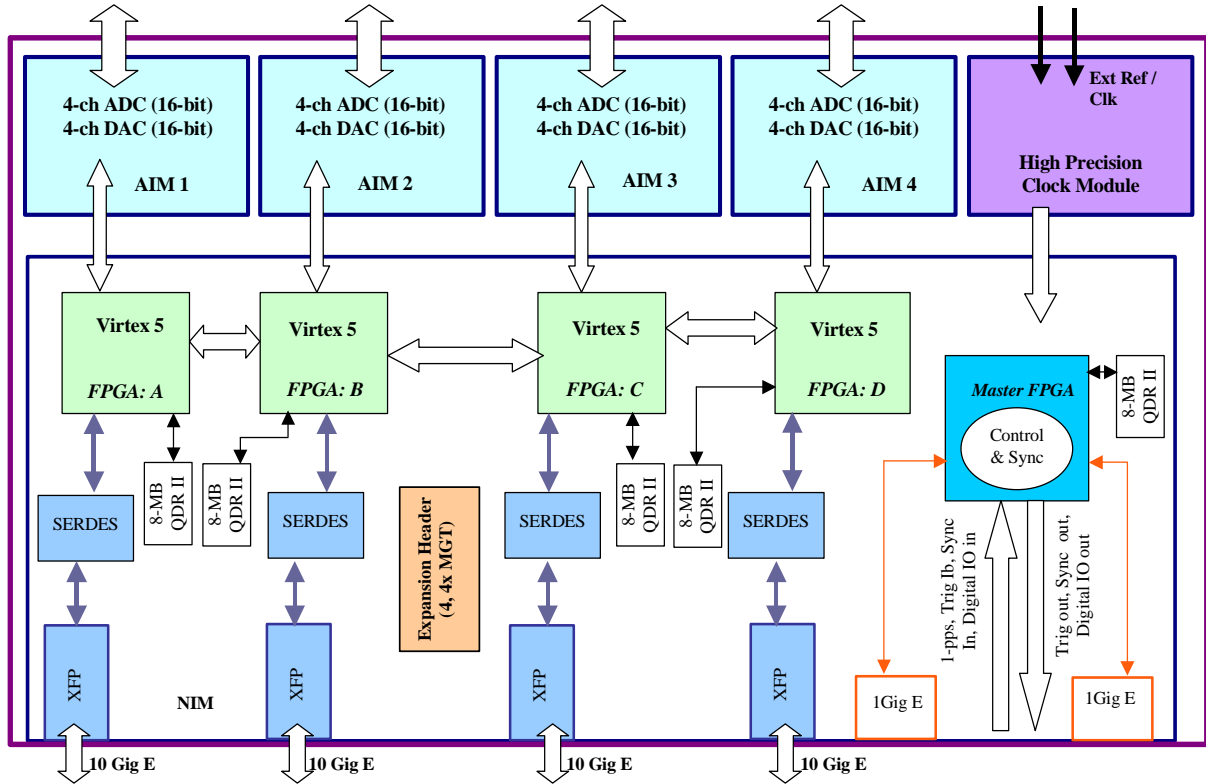 4-ch ADC (16-bit)
4-ch DAC (16-bit)
AIM 1
4-ch ADC (16-bit)
4-ch DAC (16-bit)
AIM 2
4-ch ADC (16-bit)
4-ch DAC (16-bit)
AIM 3
4-ch ADC (16-bit)
4-ch DAC (16-bit)
AIM 4
Ext Ref /
Clk
High Precision
Clock Module
Virtex 5
FPGA: A
Virtex 5
FPGA: B
Virtex 5
FPGA: C
Virtex 5
FPGA: D
Master FPGA
Control
& Sync
8-MB
QDR II
8-MB
QDR II
8-MB
QDR II
8-MB
QDR II
8-MB
QDR II
SERDES
SERDES
SERDES
SERDES
Expansion Header
(4, 4x MGT)
1-pps, Trig Ib, Sync
In, Digital IO in
Trig out, Sync out,
Digital IO out
XFP
XFP
XFP
XFP
NIM
1Gig E
1Gig E
10 Gig E
10 Gig E
10 Gig E
10 Gig E